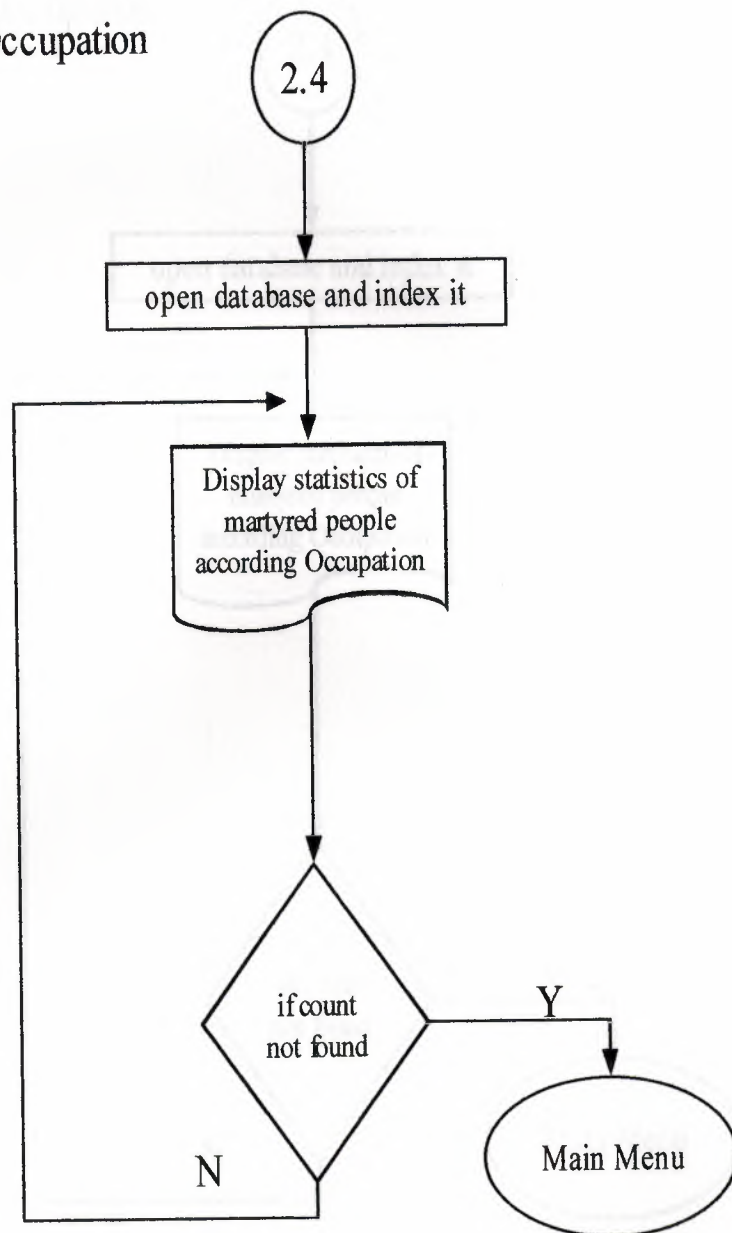 ccupation
2.4
open database and index it
Display statistics of
martyred people
according Occupation
if count
not found
Y
N
Main Menu